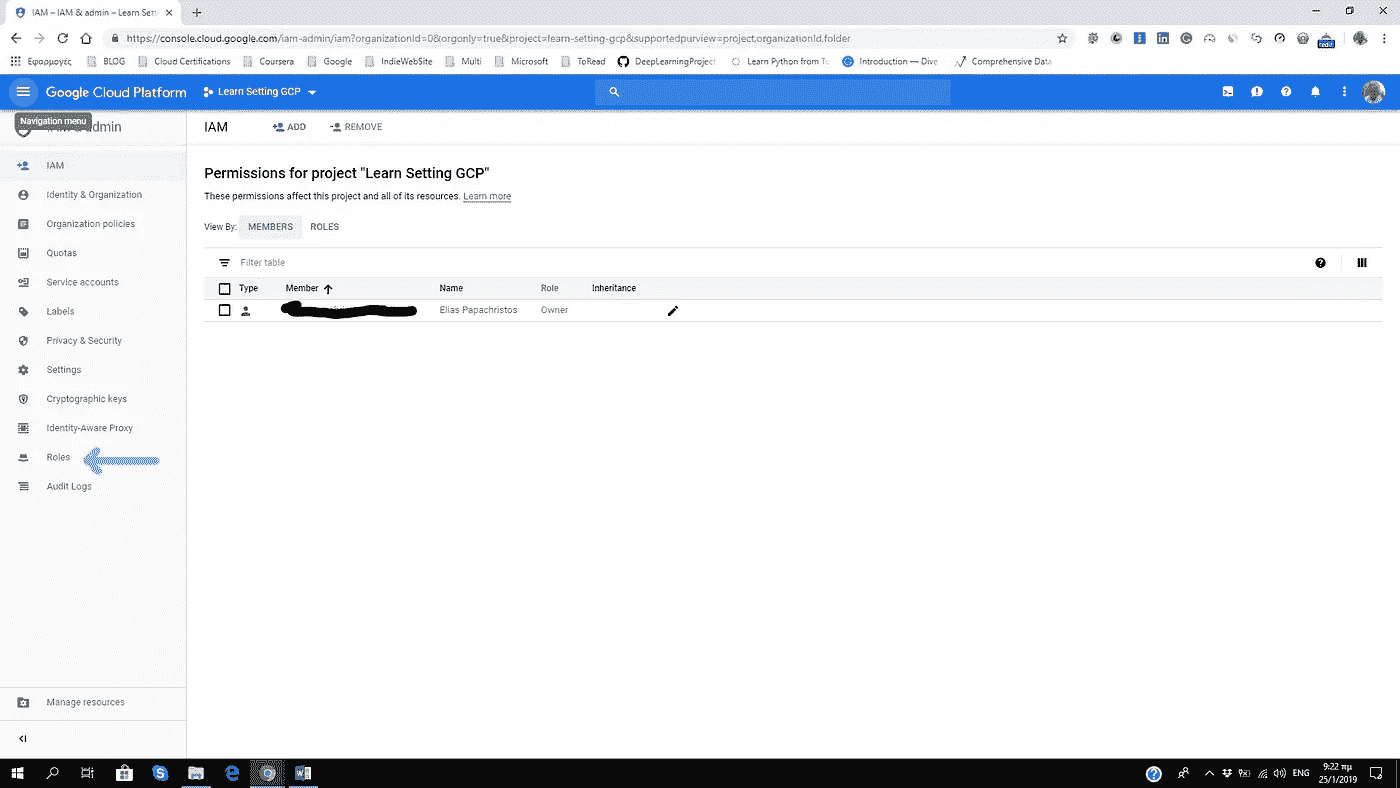 IAM – IAM & admin – Learn Sett
https://console.cloud.google.com/iam-admin/iam?organizationId=0&orgonly=true&project=learn-setting-gcp&supportedpurview=project,organizationId,folder
Εφαρμογές BLOG Cloud Certifications Coursera Google IndieWebSite Multi Microsoft ToRead DeepLearningProject Learn Python from To Introduction — Dive Comprehensive Data
Google Cloud Platform Learn Setting GCP
Navigation menu
admin
IAM ADD REMOVE
IAM
Identity & Organization
Organization policies
Quotas
Service accounts
Labels
Privacy & Security
Settings
Cryptographic keys
Identity-Aware Proxy
Roles
Audit Logs
Manage resources
Permissions for project "Learn Setting GCP"
These permissions affect this project and all of its resources. Learn more
View By: MEMBERS ROLES
Filter table
Type Member Name Role Inheritance
Elias Papachristos Owner
ENG
9:22 πμ
25/1/2019